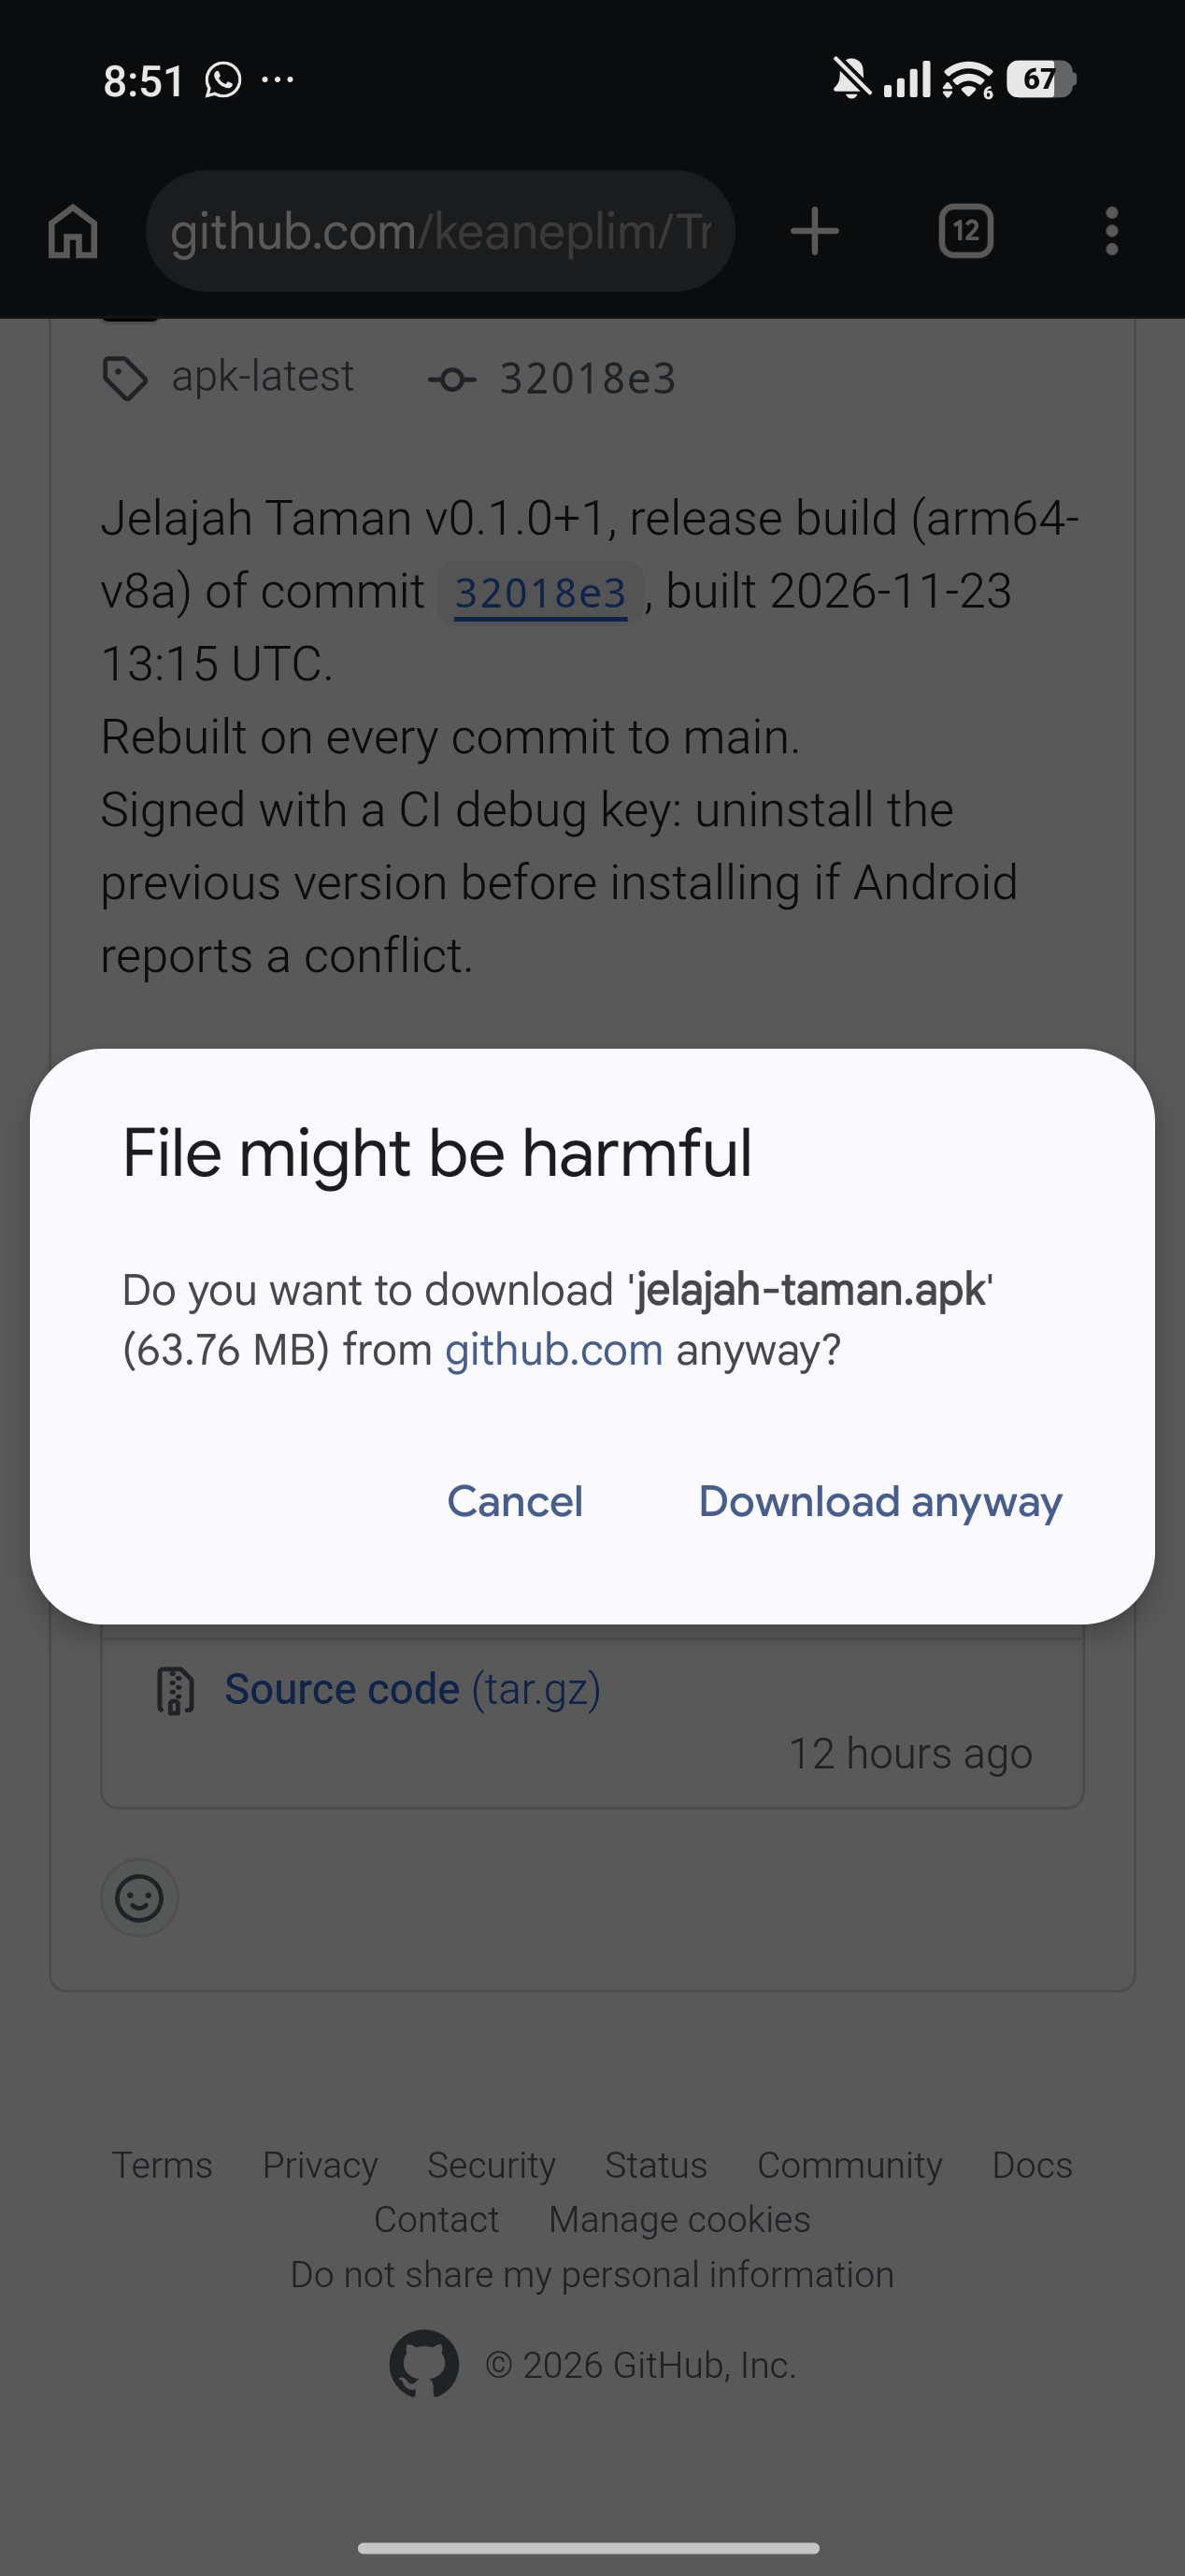 8:51
6
67
github.com/keaneplim/Tr
12
apk-latest 32018e3
Jelajah Taman v0.1.0+1, release build (arm64-
v8a) of commit 32018e3, built 2026-11-23
13:15 UTC.
Rebuilt on every commit to main.
Signed with a CI debug key: uninstall the
previous version before installing if Android
reports a conflict.
File might be harmful
Do you want to download 'jelajah-taman.apk'
(63.76 MB) from github.com anyway?
Cancel Download anyway
Source code (tar.gz)
12 hours ago
Terms Privacy Security Status Community Docs
Contact Manage cookies
Do not share my personal information
© 2026 GitHub, Inc.